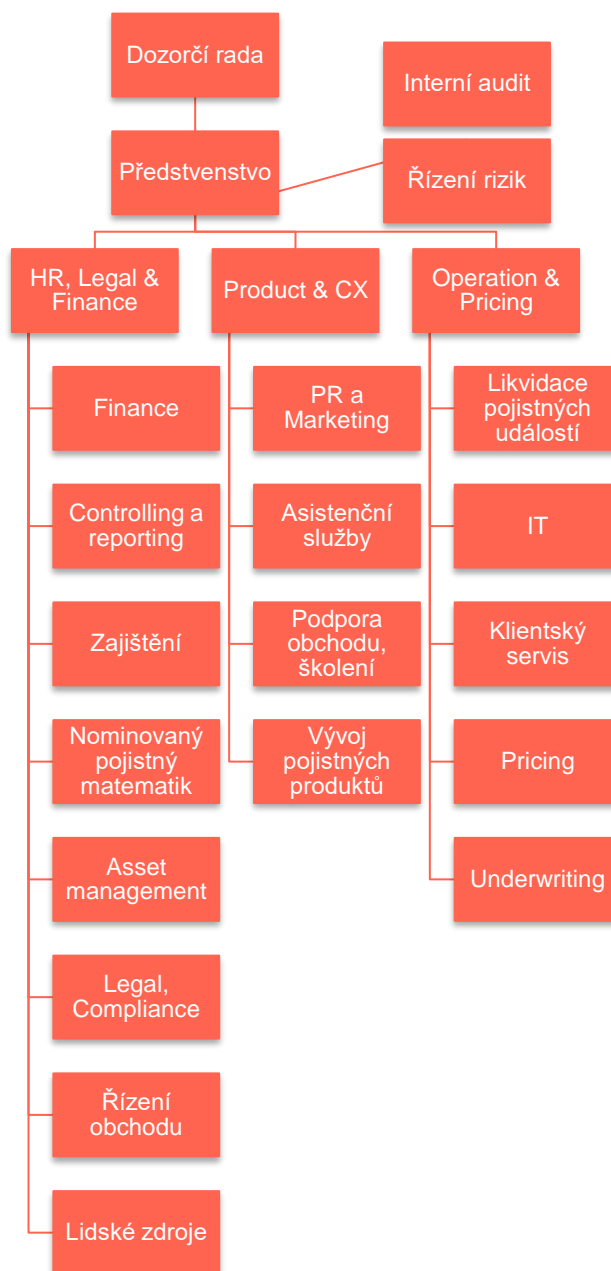 Dozorčí rada
Interní audit
Předstvenstvo
Řízení rizik
HR, Legal &
Finance
Product & CX
Operation &
Pricing
Finance
PR a
Marketing
Likvidace
pojistných
událostí
Controlling a
reporting
Asistenční
služby
IT
Zajištění
Podpora
obchodu,
školení
Klientský
servis
Nominovaný
pojistný
matematik
Vývoj
pojistných
produktů
Pricing
Asset
management
Underwriting
Legal,
Compliance
Řízení
obchodu
Lidské zdroje